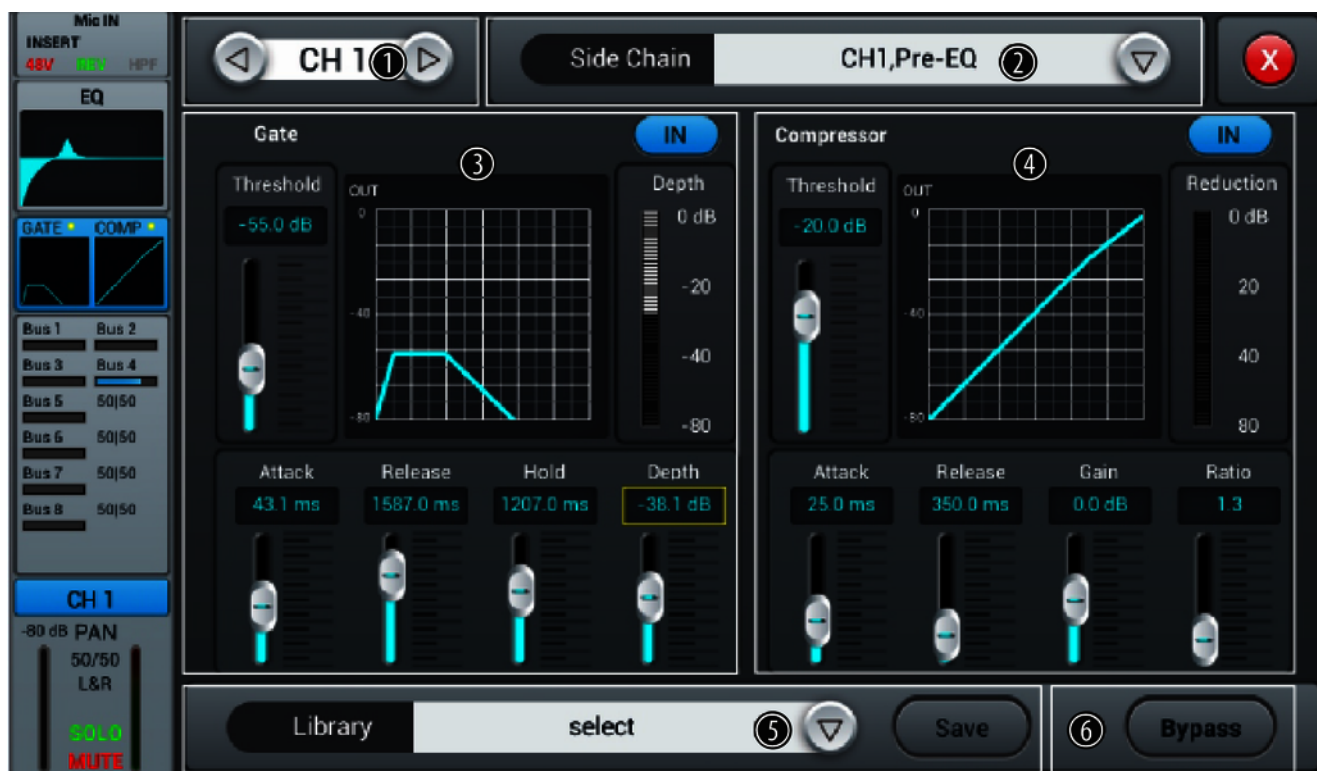 Mic IN
INSERT
48V HPF
EQ
GATE COMP
Bus 1 Bus 2
Bus 3 Bus 4
Bus 5 50|50
Bus 6 50|50
Bus 7 50|50
Bus 8 50|50
CH 1
-80 dB PAN
50/50
L&R
SOLO
MUTE
CH 1 ①
Side Chain CH1,Pre-EQ ②
X
Gate ③ IN
Threshold
-55.0 dB
OUT
0
-40
-80
Depth
0 dB
-20
-40
-80
Attack Release Hold Depth
43.1 ms 1587.0 ms 1207.0 ms -38.1 dB
Compressor ④ IN
Threshold
-20.0 dB
OUT
0
-40
-80
Reduction
0 dB
20
40
80
Attack Release Gain Ratio
25.0 ms 350.0 ms 0.0 dB 1.3
Library select ⑤ Save
⑥ Bypass